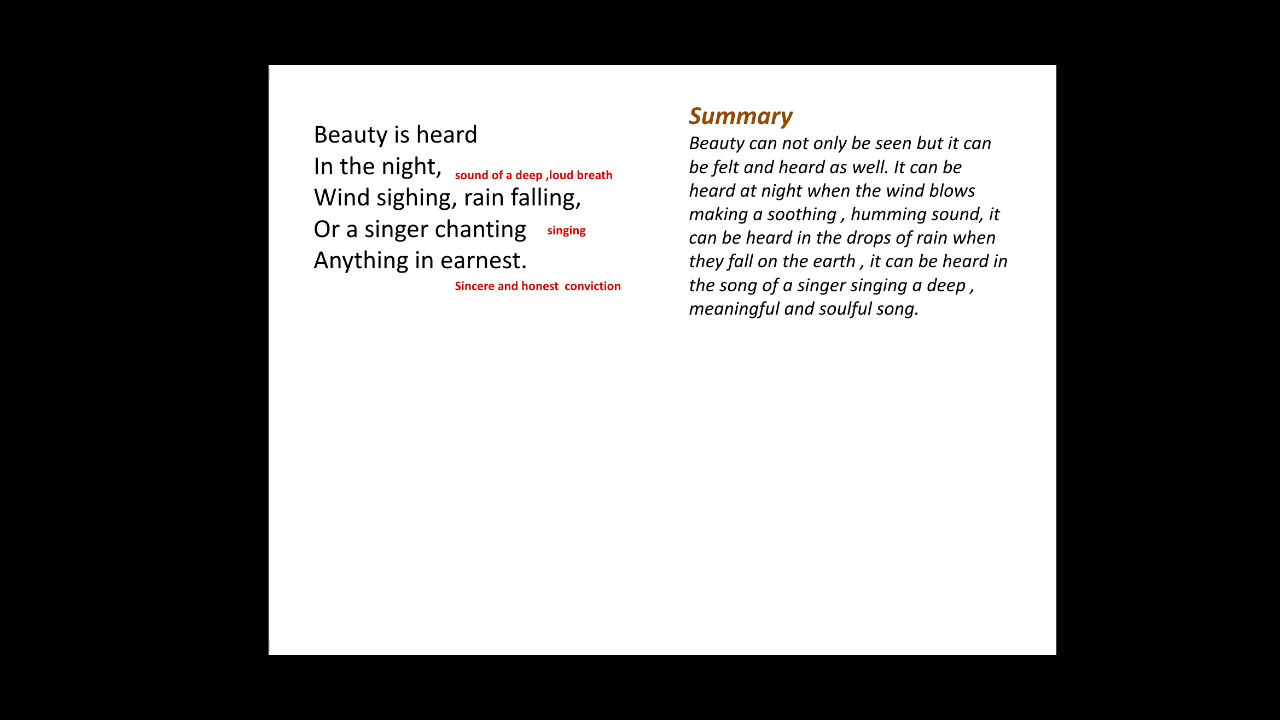 Beauty is heard
In the night,
sound of a deep ,loud breath
Wind sighing, rain falling,
Or a singer chanting
singing
Anything in earnest.
Sincere and honest  conviction
Summary
Beauty can not only be seen but it can
be felt and heard as well. It can be
heard at night when the wind blows
making a soothing , humming sound, it
can be heard in the drops of rain when
they fall on the earth , it can be heard in
the song of a singer singing a deep ,
meaningful and soulful song.